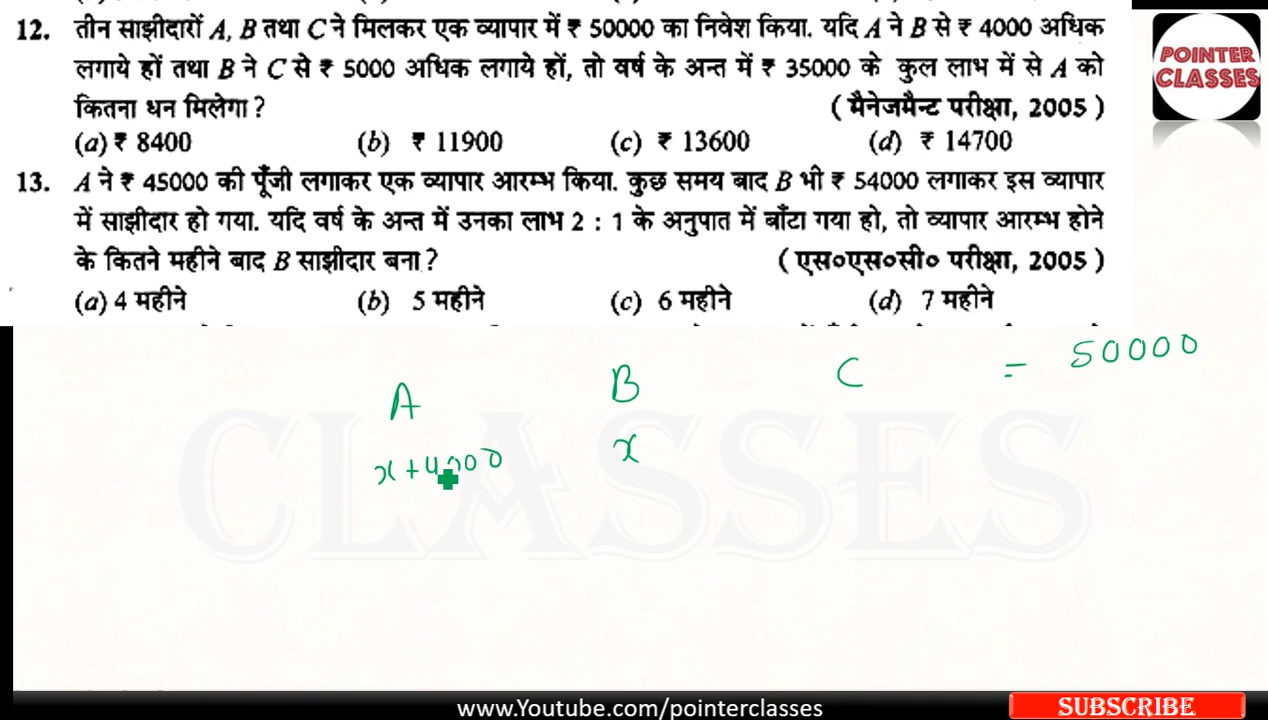 12. तीन साझीदारों A, B तथा C ने मिलकर एक व्यापार में ₹ 50000 का निवेश किया. यदि A ने B से ₹ 4000 अधिक
लगाये हों तथा B ने C से ₹ 5000 अधिक लगाये हों, तो वर्ष के अन्त में ₹ 35000 के कुल लाभ में से A को
कितना धन मिलेगा? (मैनेजमैन्ट परीक्षा, 2005)
(a) ₹ 8400 (b) ₹ 11900 (c) ₹ 13600 (d) ₹ 14700
13. A ने ₹ 45000 की पूँजी लगाकर एक व्यापार आरम्भ किया. कुछ समय बाद B भी ₹ 54000 लगाकर इस व्यापार
में साझीदार हो गया. यदि वर्ष के अन्त में उनका लाभ 2 : 1 के अनुपात में बाँटा गया हो, तो व्यापार आरम्भ होने
के कितने महीने बाद B साझीदार बना? (एस०एस०सी० परीक्षा, 2005)
(a) 4 महीने (b) 5 महीने (c) 6 महीने (d) 7 महीने
POINTER
CLASSES
A B C = 50000
x+4000 x
CLASSES
www.Youtube.com/pointerclasses
SUBSCRIBE